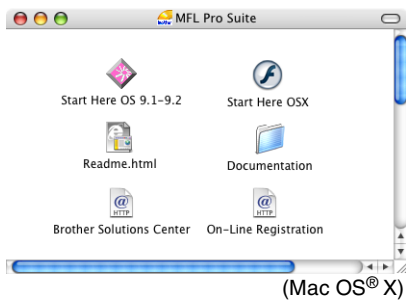 MFL Pro Suite
Start Here OS 9.1-9.2
Start Here OSX
Readme.html
Documentation
@ HTTP
@ HTTP
Brother Solutions Center
On-Line Registration
(Mac OS® X)